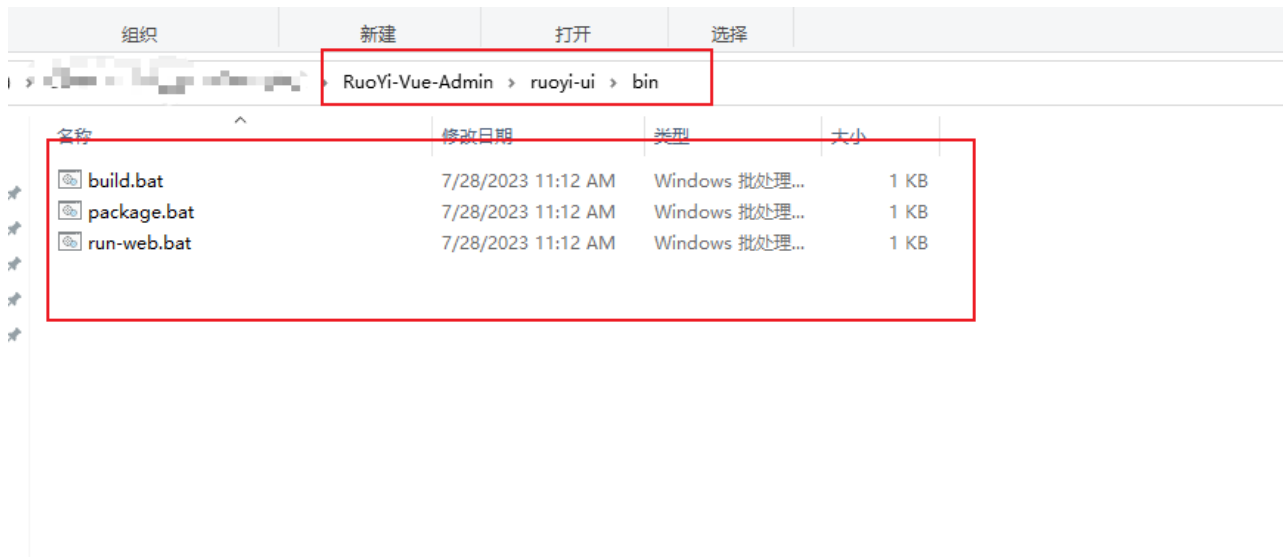 组织 新建 打开 选择
› RuoYi-Vue-Admin › ruoyi-ui › bin
名称 修改日期 类型 大小
build.bat 7/28/2023 11:12 AM Windows 批处理... 1 KB
package.bat 7/28/2023 11:12 AM Windows 批处理... 1 KB
run-web.bat 7/28/2023 11:12 AM Windows 批处理... 1 KB